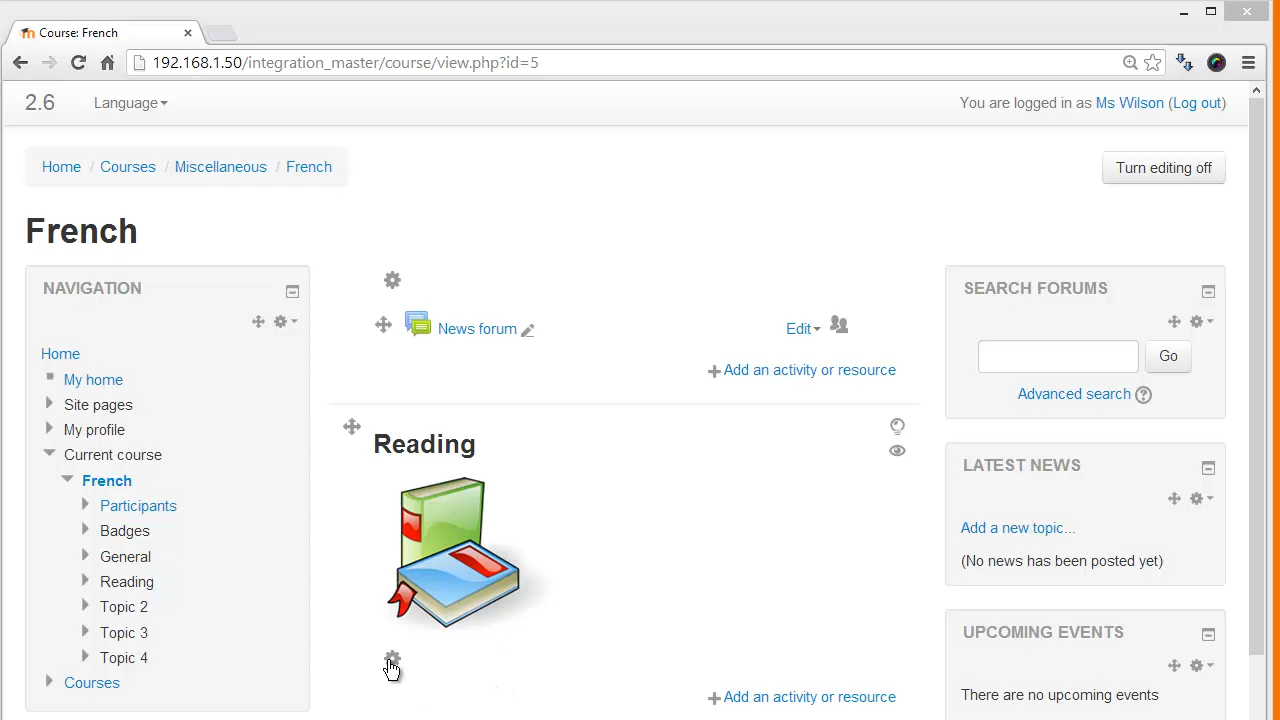 Course: French
192.168.1.50/integration_master/course/view.php?id=5
2.6 Language You are logged in as Ms Wilson (Log out)
Home / Courses / Miscellaneous / French
Turn editing off
French
NAVIGATION
Home
My home
Site pages
My profile
Current course
French
Participants
Badges
General
Reading
Topic 2
Topic 3
Topic 4
Courses
News forum Edit
Add an activity or resource
Reading
Add an activity or resource
SEARCH FORUMS
Go
Advanced search ?
LATEST NEWS
Add a new topic...
(No news has been posted yet)
UPCOMING EVENTS
There are no upcoming events